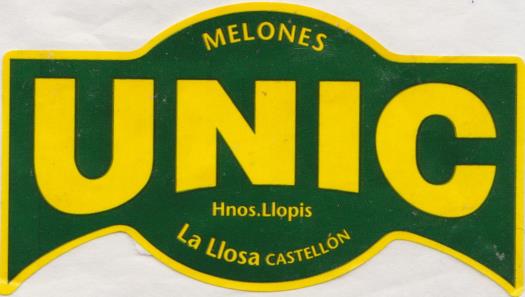 MELONES
UNIC
Hnos.Llopis
La Llosa CASTELLÓN